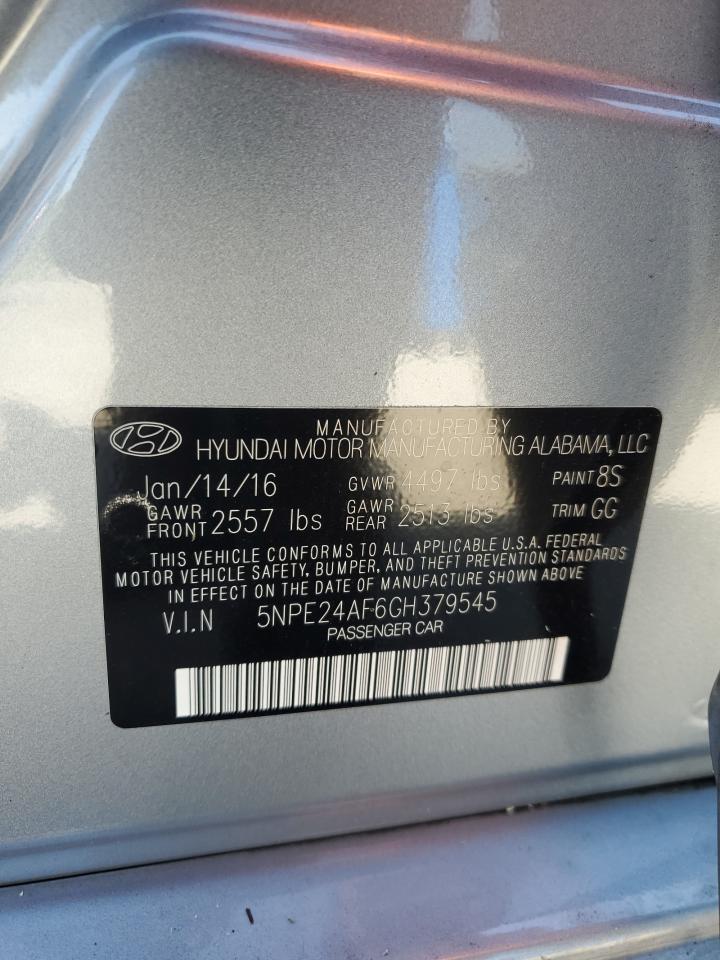 MANUFACTURED BY
HYUNDAI MOTOR MANUFACTURING ALABAMA, LLC
Jan/14/16 GVWR 4497 lbs PAINT 8S
GAWR FRONT 2557 lbs GAWR REAR 2513 lbs TRIM GG
THIS VEHICLE CONFORMS TO ALL APPLICABLE U.S.A. FEDERAL
MOTOR VEHICLE SAFETY, BUMPER, AND THEFT PREVENTION STANDARDS
IN EFFECT ON THE DATE OF MANUFACTURE SHOWN ABOVE
V.I.N 5NPE24AF6GH379545
PASSENGER CAR